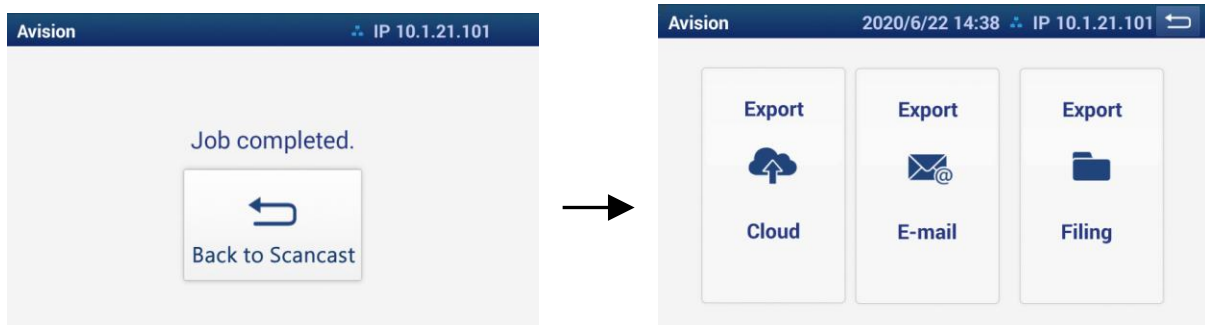 Avision IP 10.1.21.101
Job completed.
Back to Scancast
Avision 2020/6/22 14:38 IP 10.1.21.101
Export Export Export
@
Cloud E-mail Filing